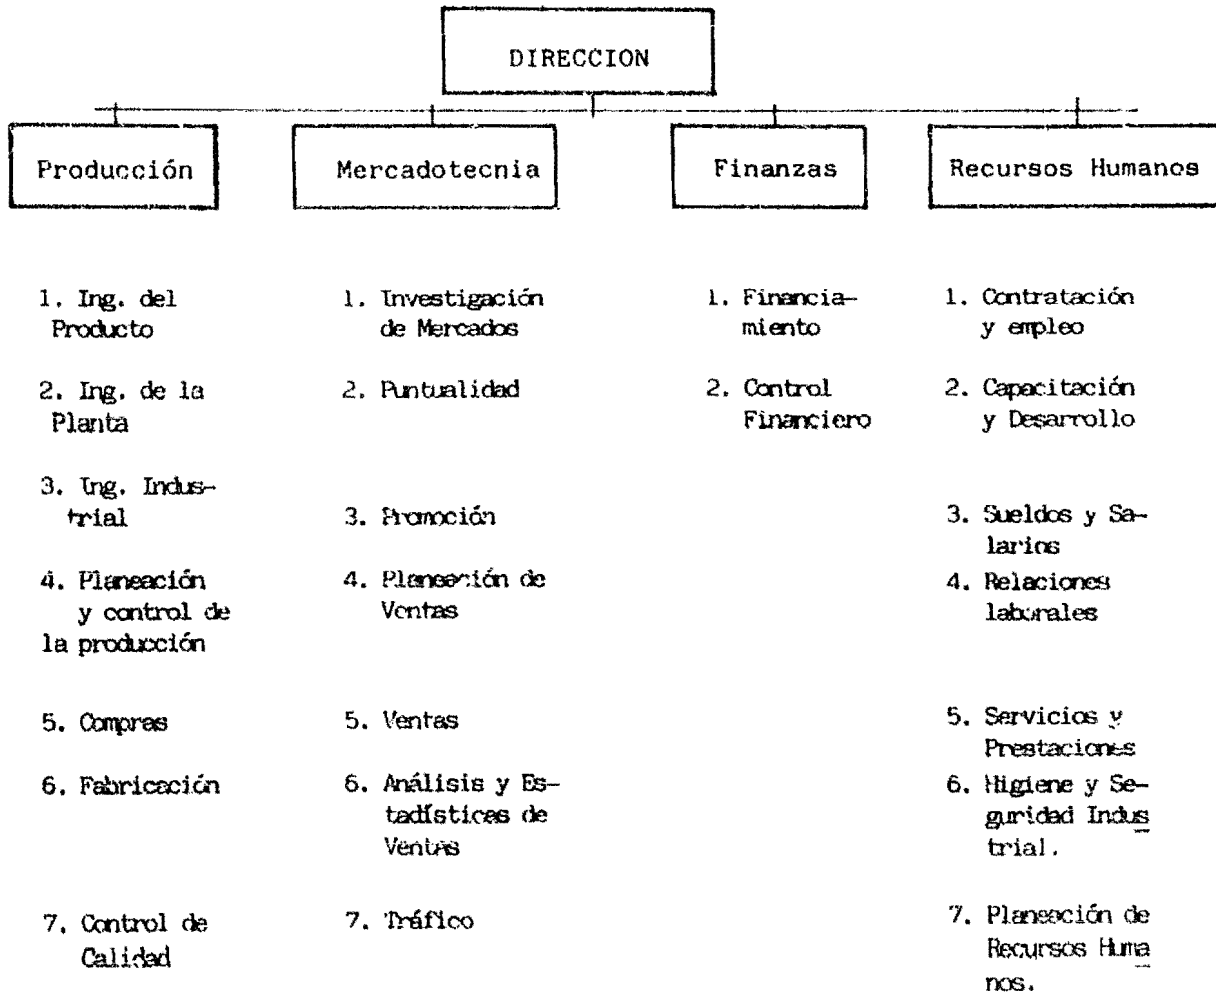 DIRECCION
Producción
Mercadotecnia
Finanzas
Recursos Humanos
1. Ing. del
Producto
2. Ing. de la
Planta
3. Ing. Indus-
trial
4. Planeación
y control de
la producción
5. Compras
6. Fabricación
7. Control de
Calidad
1. Investigación
de Mercados
2. Puntualidad
3. Promoción
4. Planeación de
Ventas
5. Ventas
6. Análisis y Es-
tadísticas de
Ventas
7. Tráfico
1. Financia-
miento
2. Control
Financiero
1. Contratación
y empleo
2. Capacitación
y Desarrollo
3. Sueldos y Sa-
larios
4. Relaciones
laborales
5. Servicios y
Prestaciones
6. Higiene y Se-
guridad Indus
trial.
7. Planeación de
Recursos Huma
nos.